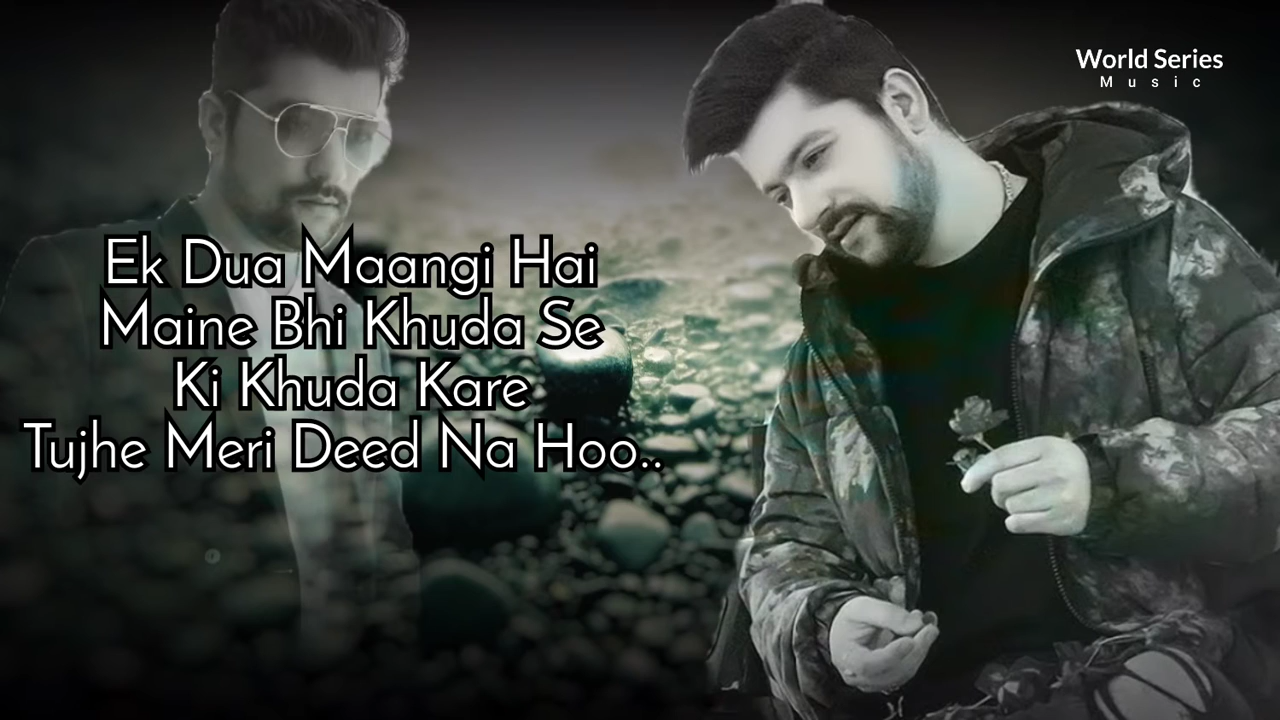 World Series
Music
Ek Dua Maangi Hai
Maine Bhi Khuda Se
Ki Khuda Kare
Tujhe Meri Deed Na Hoo..